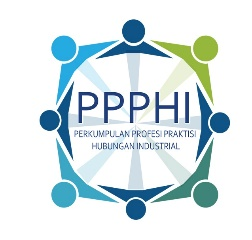 PPPHI
PERKUMPULAN PROFESI PRAKTISI
HUBUNGAN INDUSTRIAL